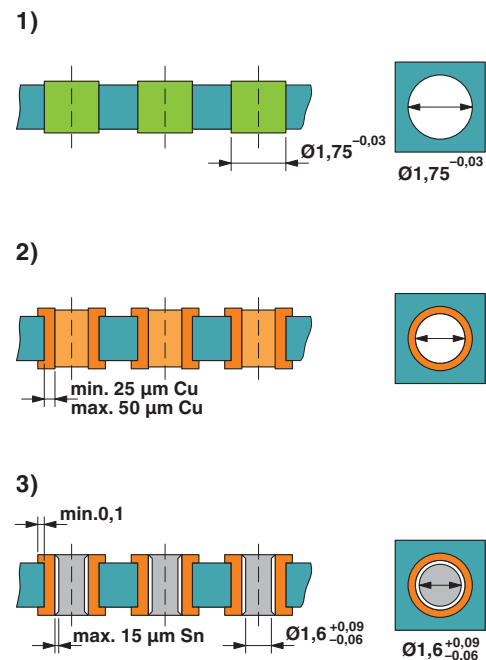 1)
Ø1,75 -0,03
Ø1,75 -0,03
2)
min. 25 µm Cu
max. 50 µm Cu
3)
min.0,1
max. 15 µm Sn
Ø1,6 +0,09 -0,06
Ø1,6 +0,09 -0,06